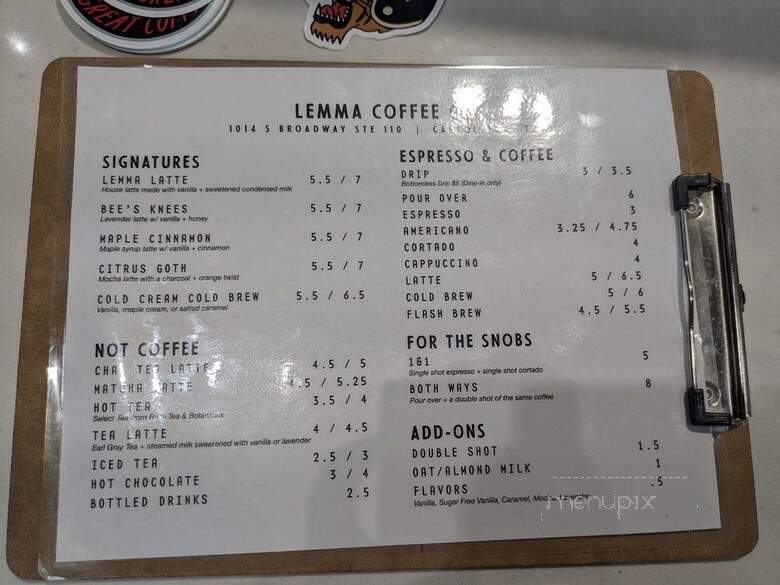 GREAT CUPS
LEMMA COFFEE
1014 S BROADWAY STE 110 |
SIGNATURES
LEMMA LATTE 5.5 / 7
House latte made with vanilla + sweetened condensed milk
BEE'S KNEES 5.5 / 7
Lavender latte w/ vanilla + honey
MAPLE CINNAMON 5.5 / 7
Maple syrup latte w/ vanilla + cinnamon
CITRUS GOTH 5.5 / 7
Mocha latte with a charcoal + orange twist
COLD CREAM COLD BREW 5.5 / 6.5
Vanilla, maple cream, or salted caramel
NOT COFFEE
CHAI TEA LATTE 4.5 / 5
MATCHA LATTE 4.5 / 5.25
HOT TEA 3.5 / 4
Select Tea from Rishi Tea & Botanicals
TEA LATTE 4 / 4.5
Earl Gray Tea + steamed milk sweetened with vanilla or lavender
ICED TEA 2.5 / 3
HOT CHOCOLATE 3 / 4
BOTTLED DRINKS 2.5
ESPRESSO & COFFEE
DRIP 3 / 3.5
Bottomless Drip $5 (Dine-in only)
POUR OVER 6
ESPRESSO 3
AMERICANO 3.25 / 4.75
CORTADO 4
CAPPUCCINO 4
LATTE 5 / 6.5
COLD BREW 5 / 6
FLASH BREW 4.5 / 5.5
FOR THE SNOBS
1&1 5
Single shot espresso + single shot cortado
BOTH WAYS 8
Pour over + a double shot of the same coffee
ADD-ONS
DOUBLE SHOT 1.5
OAT/ALMOND MILK 1
FLAVORS .5
Vanilla, Sugar Free Vanilla, Caramel, Mocha, Lavender
menupix